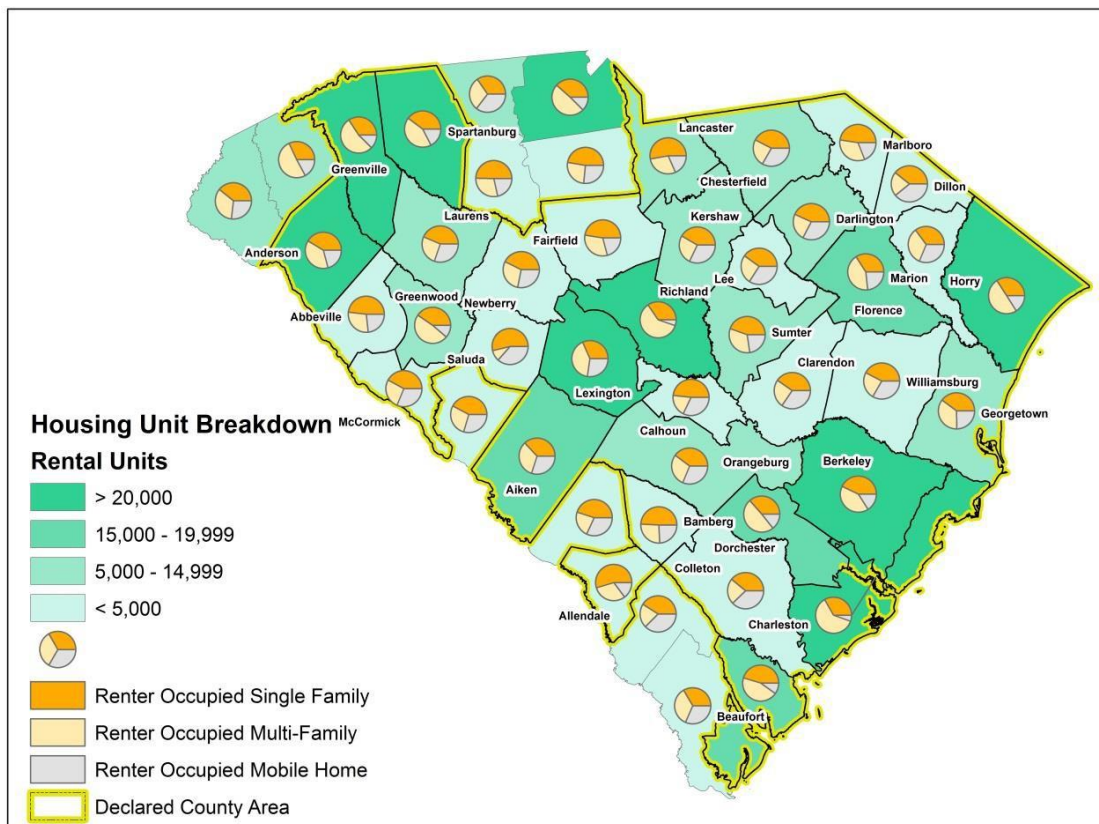 Spartanburg
Lancaster
Marlboro
Greenville
Chesterfield
Dillon
Laurens
Kershaw
Darlington
Anderson
Fairfield
Lee
Marion
Horry
Greenwood
Newberry
Richland
Florence
Abbeville
Sumter
Saluda
Clarendon
Williamsburg
Lexington
Georgetown
McCormick
Calhoun
Orangeburg
Berkeley
Aiken
Bamberg
Dorchester
Colleton
Allendale
Charleston
Beaufort
Housing Unit Breakdown
Rental Units
> 20,000
15,000 - 19,999
5,000 - 14,999
< 5,000
Renter Occupied Single Family
Renter Occupied Multi-Family
Renter Occupied Mobile Home
Declared County Area